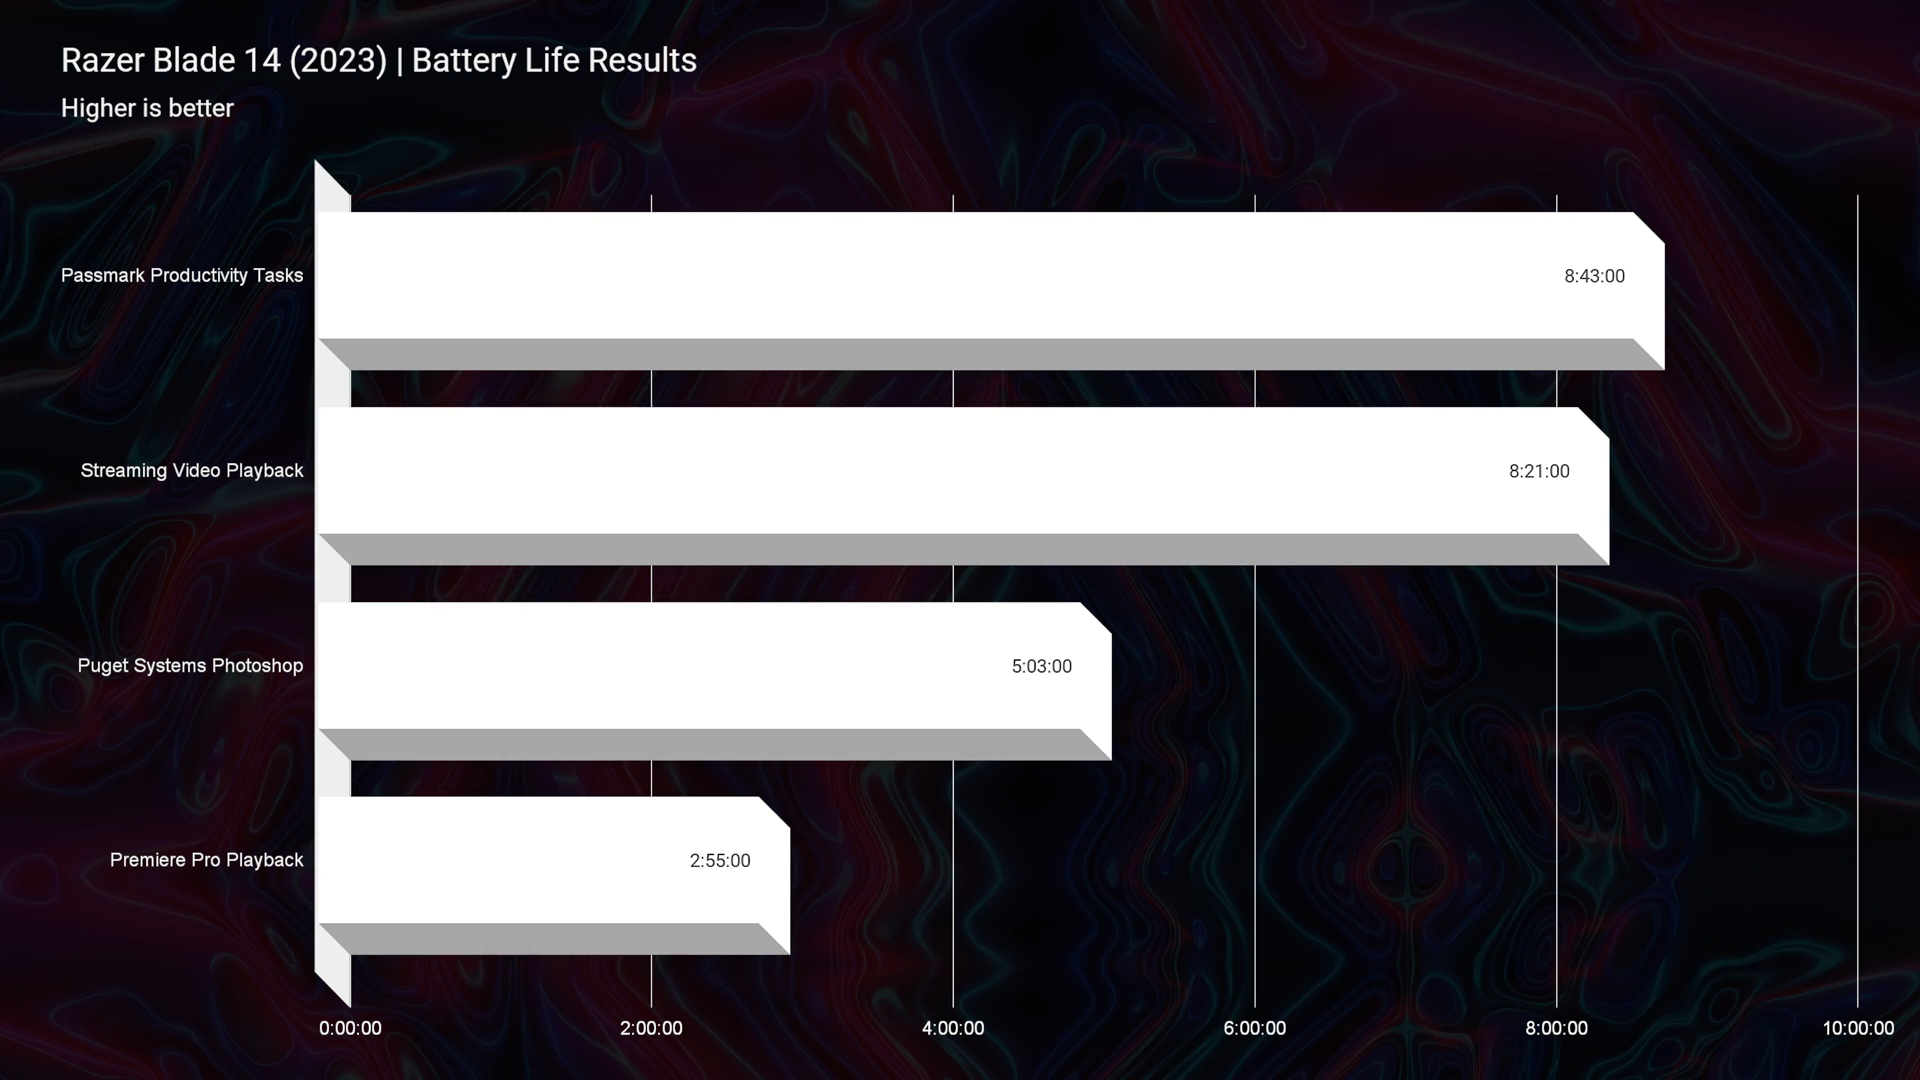 Razer Blade 14 (2023) | Battery Life Results
Higher is better
Passmark Productivity Tasks
8:43:00
Streaming Video Playback
8:21:00
Puget Systems Photoshop
5:03:00
Premiere Pro Playback
2:55:00
0:00:00 2:00:00 4:00:00 6:00:00 8:00:00 10:00:00